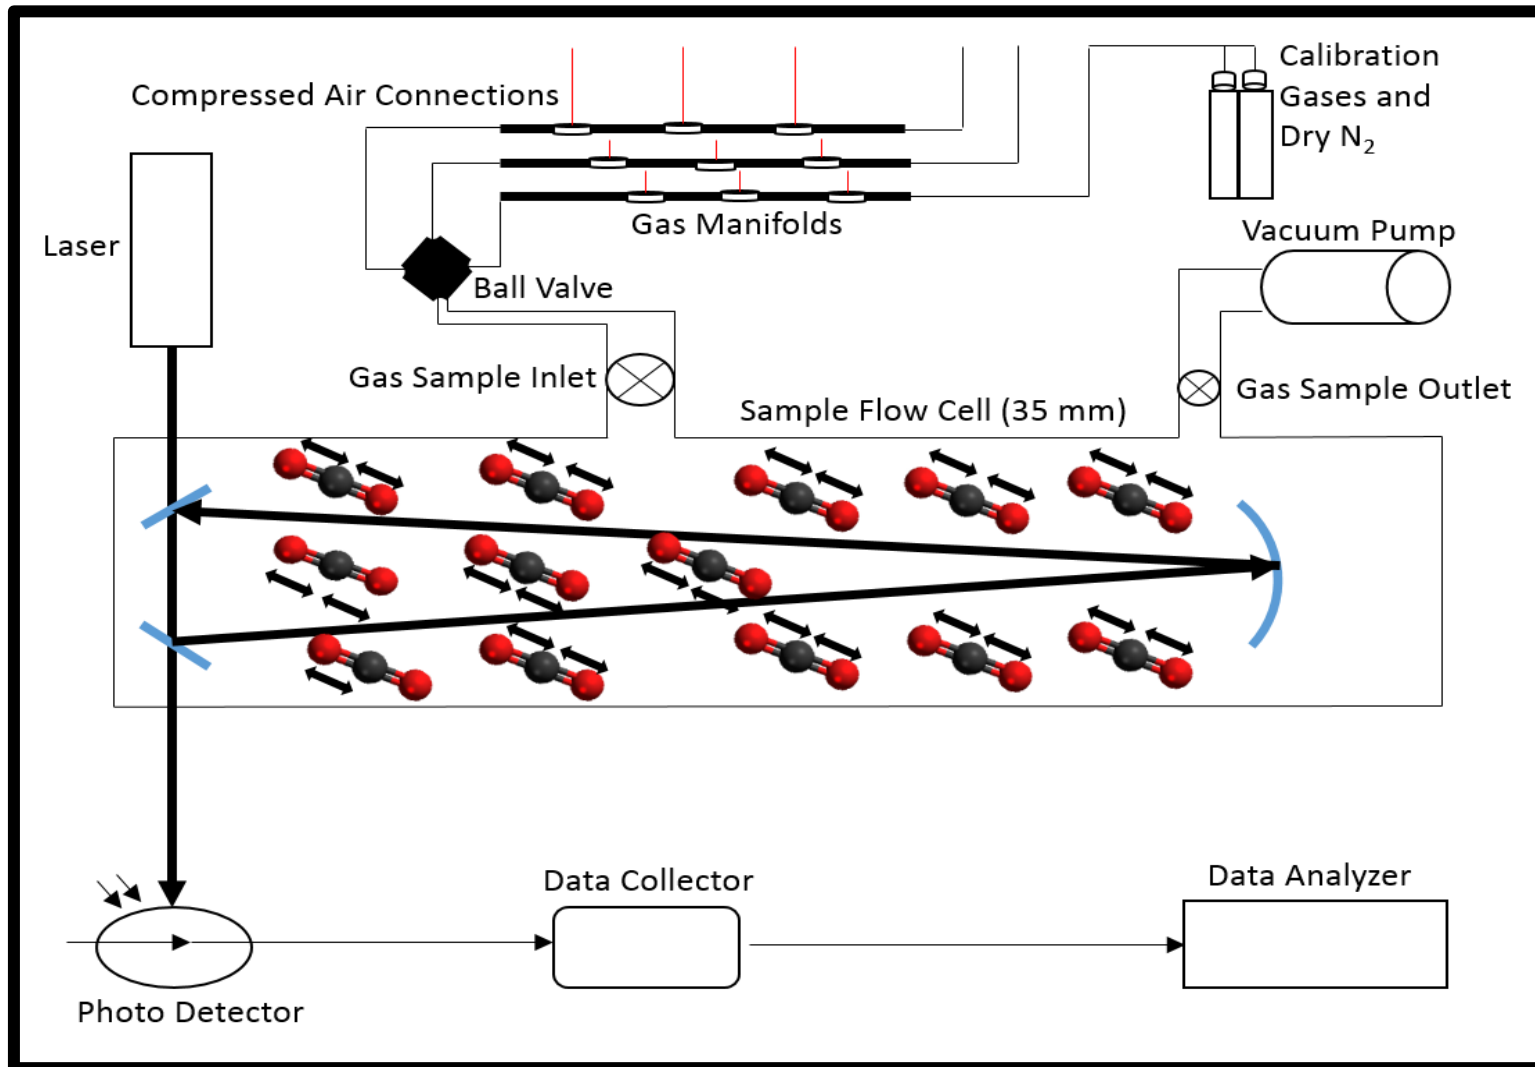 Compressed Air Connections
Calibration
Gases and
Dry N₂
Gas Manifolds
Laser
Vacuum Pump
Ball Valve
Gas Sample Inlet
Gas Sample Outlet
Sample Flow Cell (35 mm)
Data Collector
Data Analyzer
Photo Detector